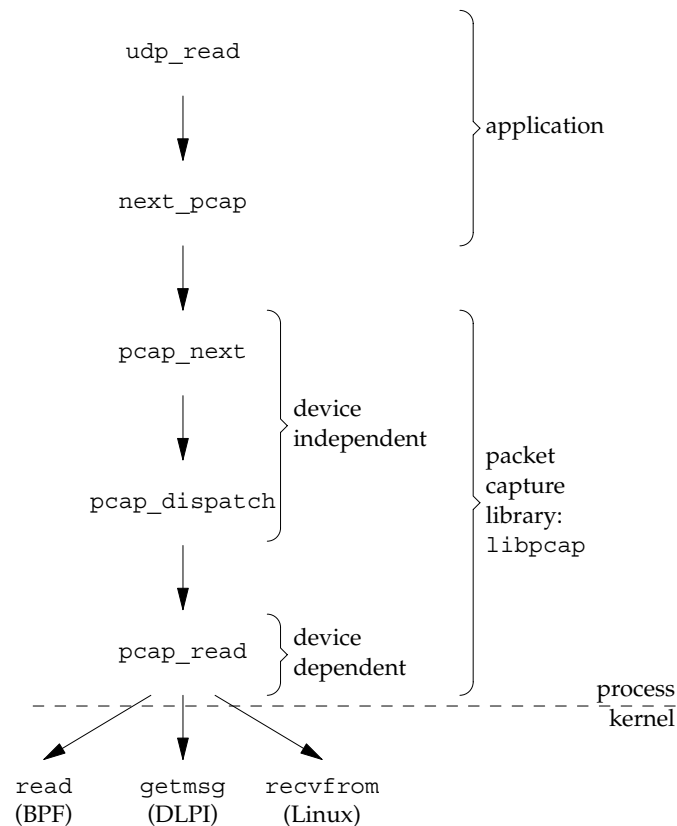 udp_read
application
next_pcap
pcap_next
device
independent
packet
capture
library:
libpcap
pcap_dispatch
pcap_read
device
dependent
process
kernel
read
(BPF)
getmsg
(DLPI)
recvfrom
(Linux)